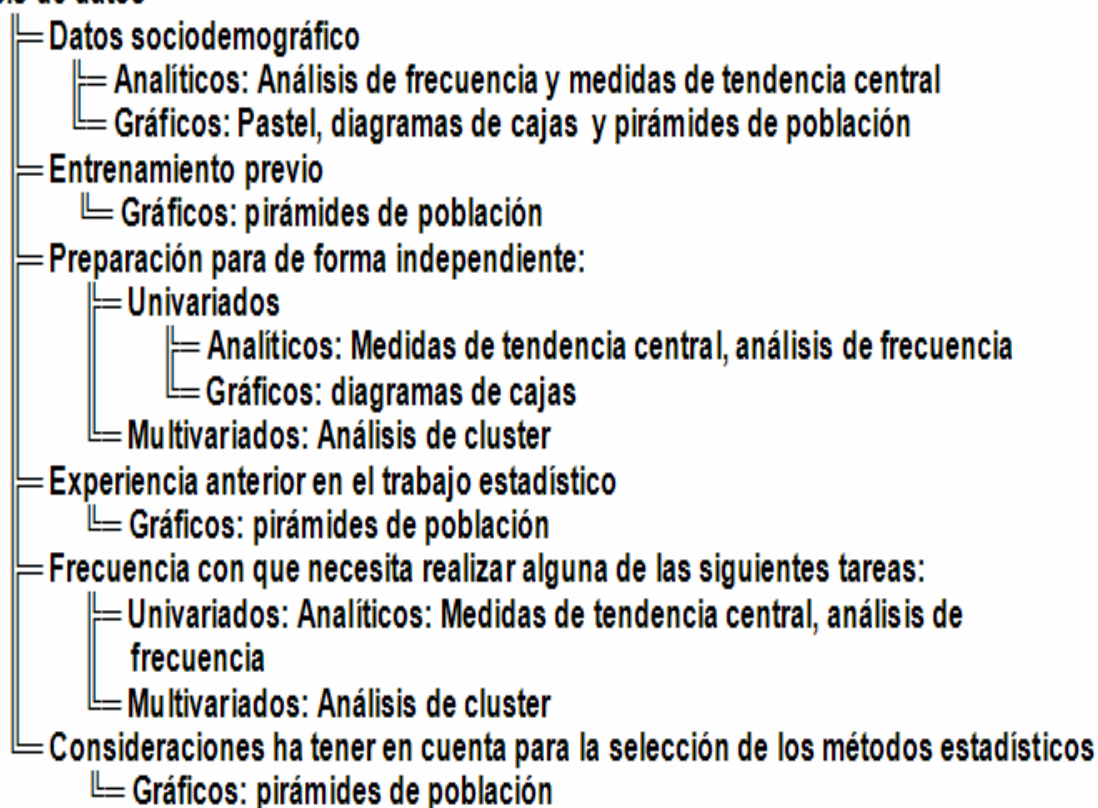 de datos
Datos sociodemográfico
Analíticos: Análisis de frecuencia y medidas de tendencia central
Gráficos: Pastel, diagramas de cajas y pirámides de población
Entrenamiento previo
Gráficos: pirámides de población
Preparación para de forma independiente:
Univariados
Analíticos: Medidas de tendencia central, análisis de frecuencia
Gráficos: diagramas de cajas
Multivariados: Análisis de cluster
Experiencia anterior en el trabajo estadístico
Gráficos: pirámides de población
Frecuencia con que necesita realizar alguna de las siguientes tareas:
Univariados: Analíticos: Medidas de tendencia central, análisis de
frecuencia
Multivariados: Análisis de cluster
Consideraciones ha tener en cuenta para la selección de los métodos estadísticos
Gráficos: pirámides de población